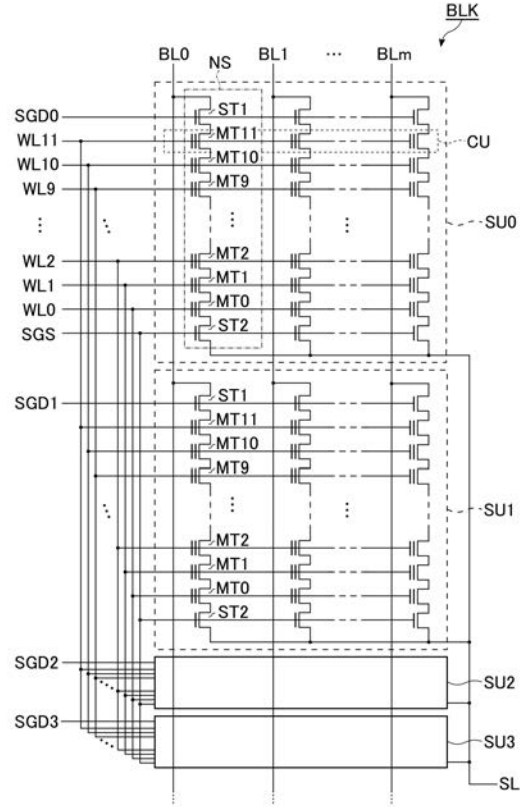 BLK
BL0 BL1 ... BLm
NS
SGD0 ST1
WL11 MT11 CU
WL10 MT10
WL9 MT9
⋮ ⋱ ⋮ ⋮ SU0
WL2 MT2
WL1 MT1
WL0 MT0
SGS ST2
SGD1 ST1
MT11
MT10
MT9
⋱ ⋮ ⋮ SU1
MT2
MT1
MT0
ST2
SGD2
SU2
SGD3
SU3
SL